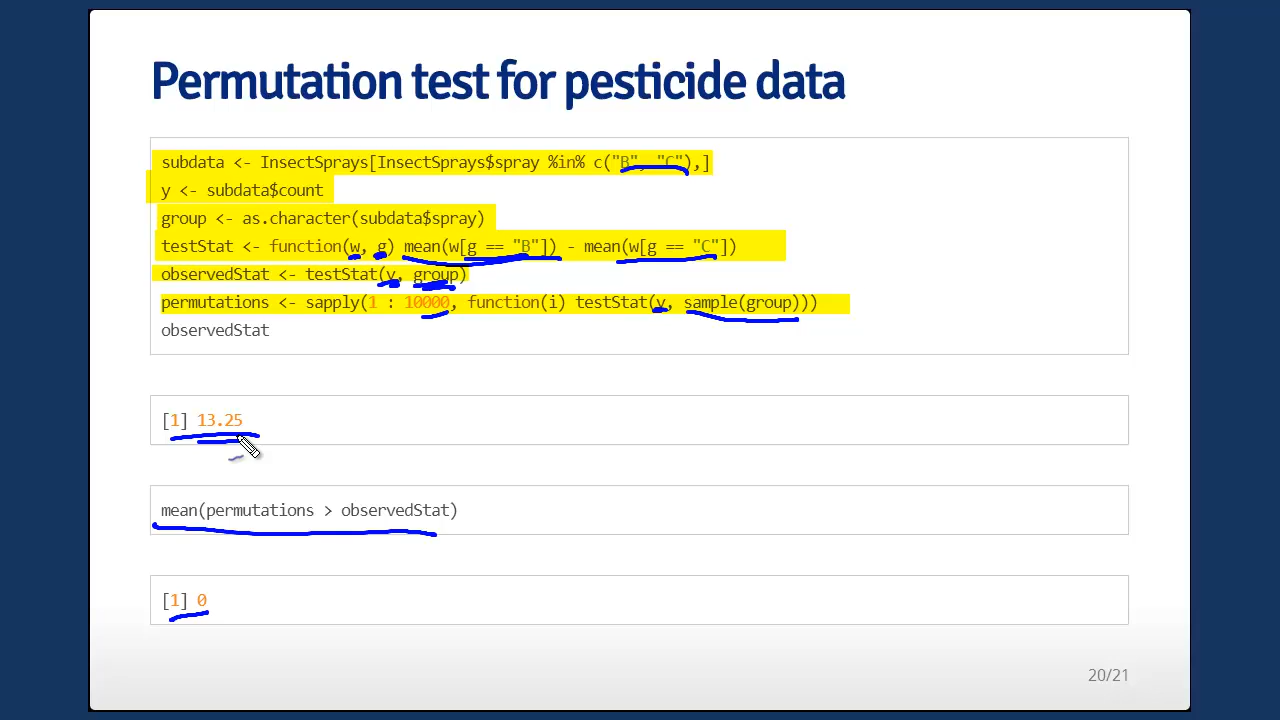 Permutation test for pesticide data
subdata <- InsectSprays[InsectSprays$spray %in% c("B", "C"),]
y <- subdata$count
group <- as.character(subdata$spray)
testStat <- function(w, g) mean(w[g == "B"]) - mean(w[g == "C"])
observedStat <- testStat(y, group)
permutations <- sapply(1 : 10000, function(i) testStat(y, sample(group)))
observedStat
[1] 13.25
mean(permutations > observedStat)
[1] 0
20/21